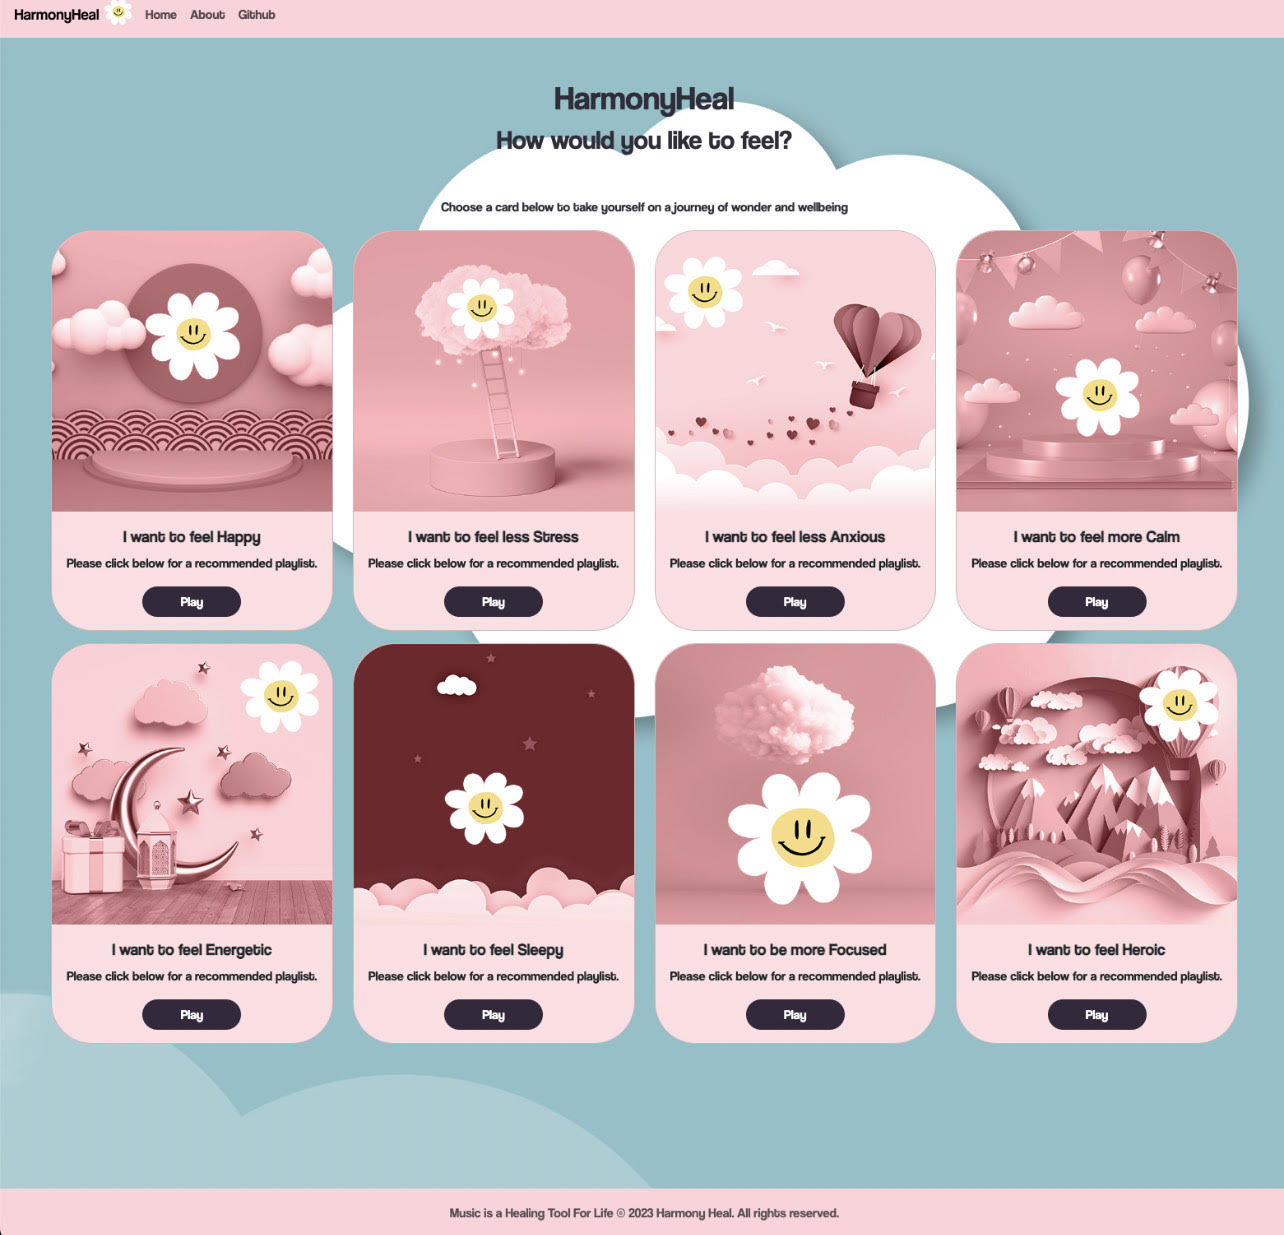 HarmonyHeal Home About Github
HarmonyHeal
How would you like to feel?
Choose a card below to take yourself on a journey of wonder and wellbeing
I want to feel Happy
Please click below for a recommended playlist.
Play
I want to feel less Stress
Please click below for a recommended playlist.
Play
I want to feel less Anxious
Please click below for a recommended playlist.
Play
I want to feel more Calm
Please click below for a recommended playlist.
Play
I want to feel Energetic
Please click below for a recommended playlist.
Play
I want to feel Sleepy
Please click below for a recommended playlist.
Play
I want to be more Focused
Please click below for a recommended playlist.
Play
I want to feel Heroic
Please click below for a recommended playlist.
Play
Music is a Healing Tool For Life © 2023 Harmony Heal. All rights reserved.